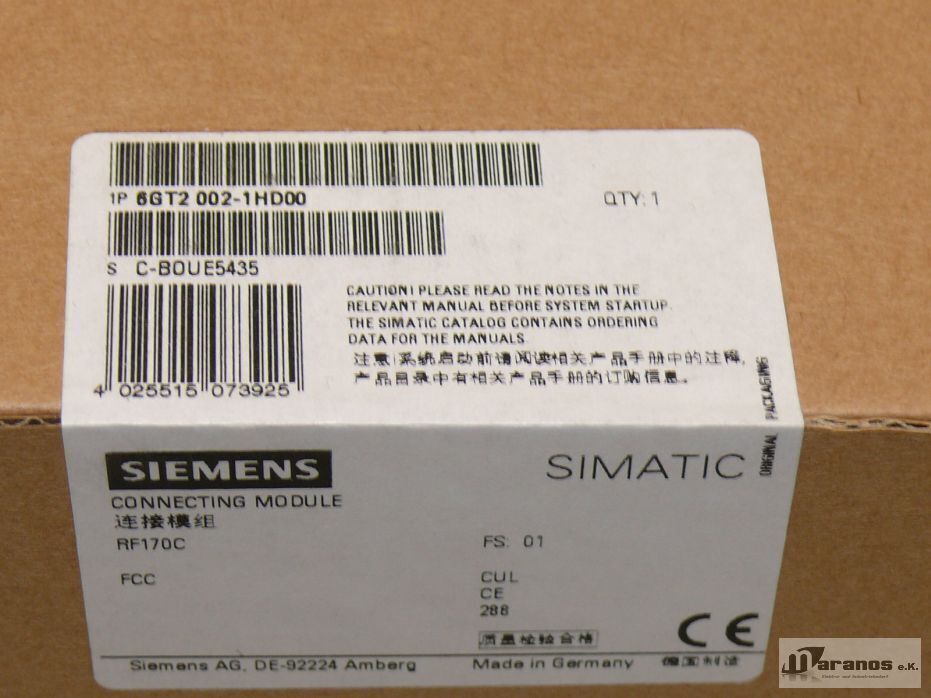 1P 6GT2 002-1HD00
QTY: 1
S C-B0UE5435
CAUTION! PLEASE READ THE NOTES IN THE
RELEVANT MANUAL BEFORE SYSTEM STARTUP.
THE SIMATIC CATALOG CONTAINS ORDERING
DATA FOR THE MANUALS.
注意:系统启动前请阅读相关产品手册中的注释,
产品目录中有相关产品手册的订购信息。
4 025515 073925
ORIGINAL PACKAGING
SIEMENS
SIMATIC
CONNECTING MODULE
连接模组
RF170C
FS: 01
FCC
CUL
CE
288
质量检验合格
CE
Siemens AG, DE-92224 Amberg
Made in Germany
德国制造
Maranos e.K.
Elektro- und Industriebedarf